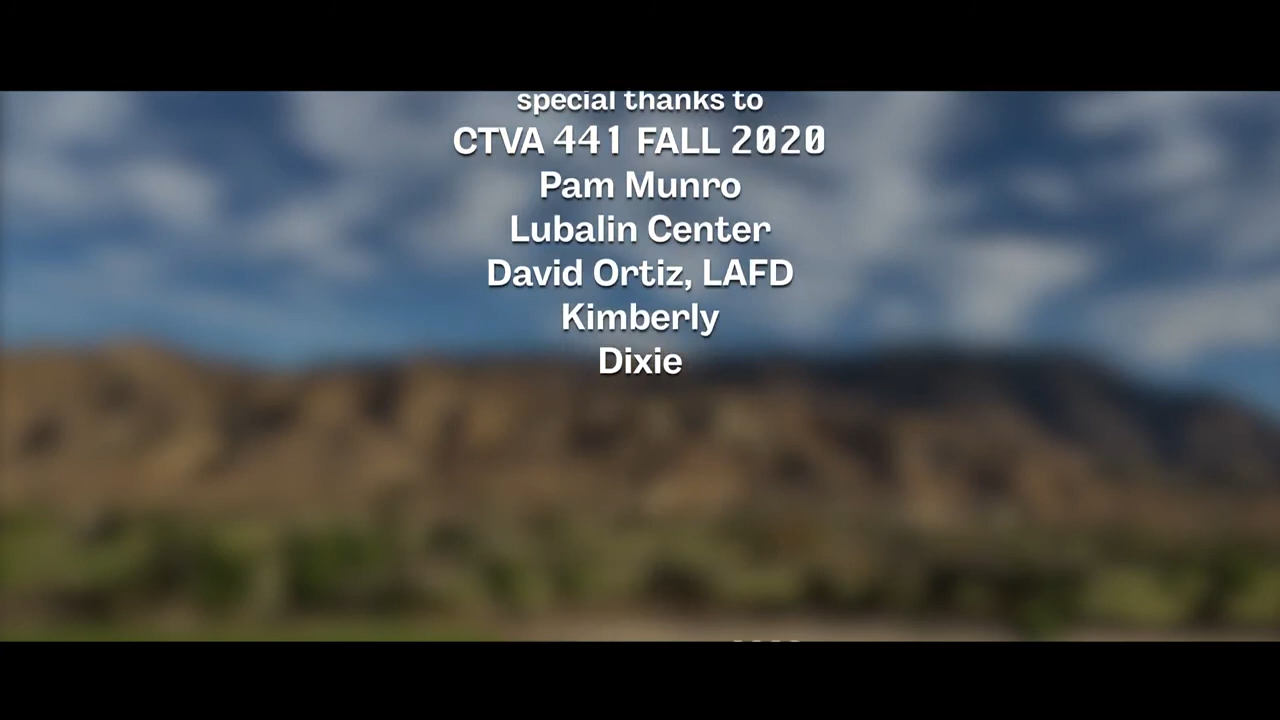 special thanks to
CTVA 441 FALL 2020
Pam Munro
Lubalin Center
David Ortiz, LAFD
Kimberly
Dixie